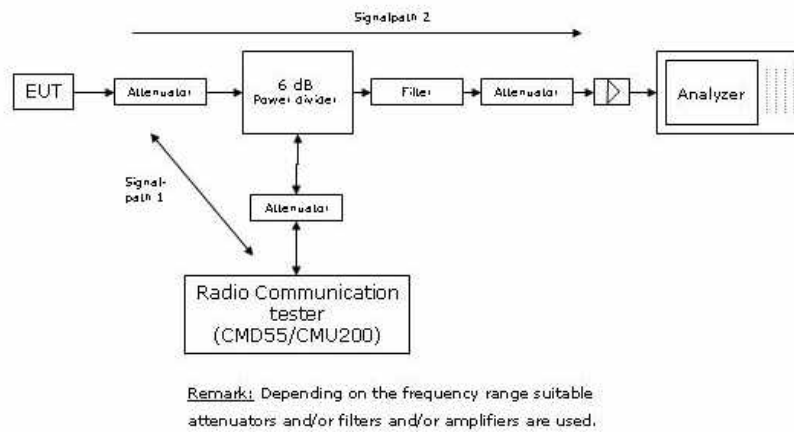 Signalpath 2
EUT
Attenuator
6 dB
Power divider
Filter
Attenuator
Analyzer
Signal-
path 1
Attenuator
Radio Communication
tester
(CMD55/CMU200)
Remark: Depending on the frequency range suitable
attenuators and/or filters and/or amplifiers are used.